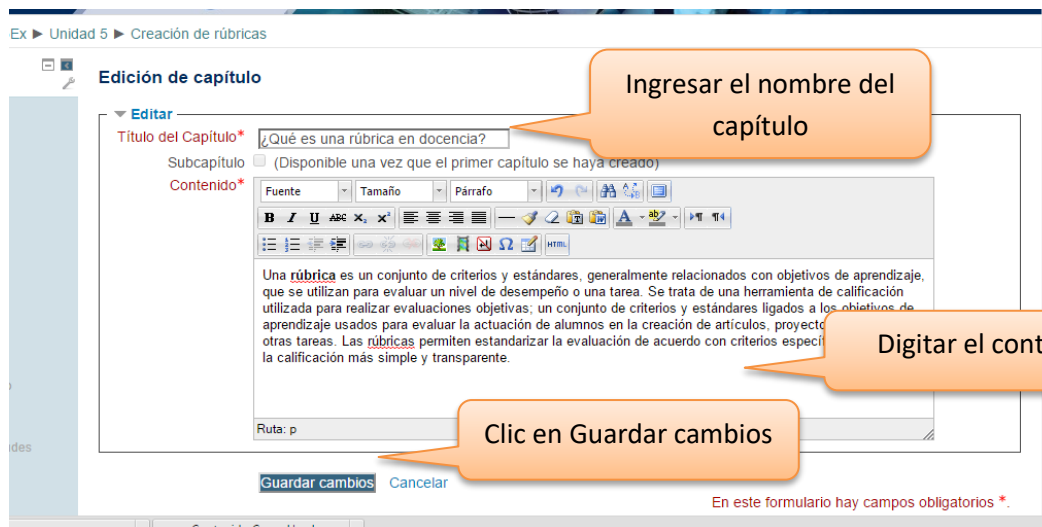 Ex ► Unidad 5 ► Creación de rúbricas
Edición de capítulo
Ingresar el nombre del
capítulo
Editar
Título del Capítulo* ¿Qué es una rúbrica en docencia?
Subcapítulo (Disponible una vez que el primer capítulo se haya creado)
Contenido*
Fuente Tamaño Párrafo
B I U ABC x₂ x² A ab
Ω HTML
Una rúbrica es un conjunto de criterios y estándares, generalmente relacionados con objetivos de aprendizaje,
que se utilizan para evaluar un nivel de desempeño o una tarea. Se trata de una herramienta de calificación
utilizada para realizar evaluaciones objetivas; un conjunto de criterios y estándares ligados a los objetivos de
aprendizaje usados para evaluar la actuación de alumnos en la creación de artículos,
otras tareas. Las rúbricas permiten estandarizar la evaluación de acuerdo con criterios
la calificación más simple y transparente.
Digitar el
Ruta: p
Clic en Guardar cambios
Guardar cambios Cancelar
En este formulario hay campos obligatorios *.